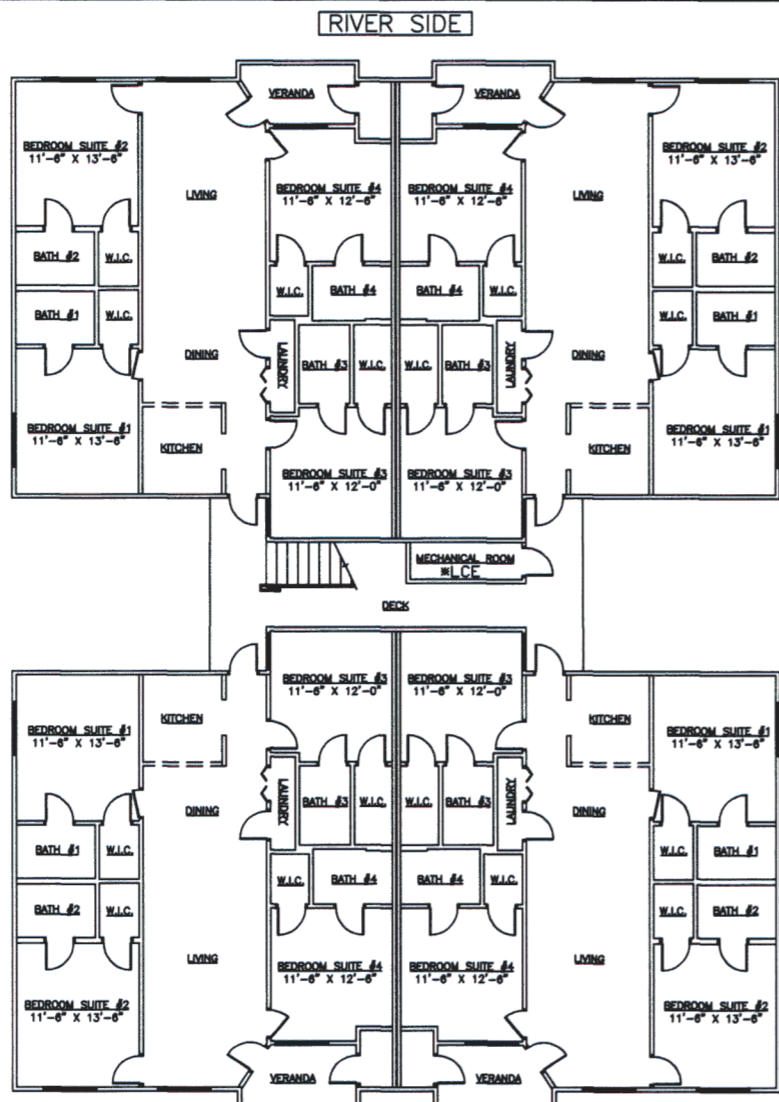 RIVER SIDE
VERANDA
VERANDA
BEDROOM SUITE #2
11'-6" X 13'-6"
LIVING
BEDROOM SUITE #4
11'-6" X 12'-6"
BEDROOM SUITE #4
11'-6" X 12'-6"
LIVING
BEDROOM SUITE #2
11'-6" X 13'-6"
BATH #2
W.I.C.
W.I.C.
BATH #4
BATH #4
W.I.C.
W.I.C.
BATH #2
BATH #1
W.I.C.
W.I.C.
BATH #1
DINING
LAUNDRY
BATH #3
W.I.C.
W.I.C.
BATH #3
LAUNDRY
DINING
BEDROOM SUITE #1
11'-6" X 13'-6"
KITCHEN
BEDROOM SUITE #3
11'-6" X 12'-0"
BEDROOM SUITE #3
11'-6" X 12'-0"
KITCHEN
BEDROOM SUITE #1
11'-6" X 13'-6"
MECHANICAL ROOM
*LCE
DECK
BEDROOM SUITE #1
11'-6" X 13'-6"
KITCHEN
BEDROOM SUITE #3
11'-6" X 12'-0"
BEDROOM SUITE #3
11'-6" X 12'-0"
KITCHEN
BEDROOM SUITE #1
11'-6" X 13'-6"
DINING
LAUNDRY
BATH #3
W.I.C.
W.I.C.
BATH #3
LAUNDRY
DINING
BATH #1
W.I.C.
W.I.C.
BATH #1
W.I.C.
BATH #4
BATH #4
W.I.C.
BATH #2
W.I.C.
W.I.C.
BATH #2
LIVING
BEDROOM SUITE #4
11'-6" X 12'-6"
BEDROOM SUITE #4
11'-6" X 12'-6"
LIVING
BEDROOM SUITE #2
11'-6" X 13'-6"
BEDROOM SUITE #2
11'-6" X 13'-6"
VERANDA
VERANDA